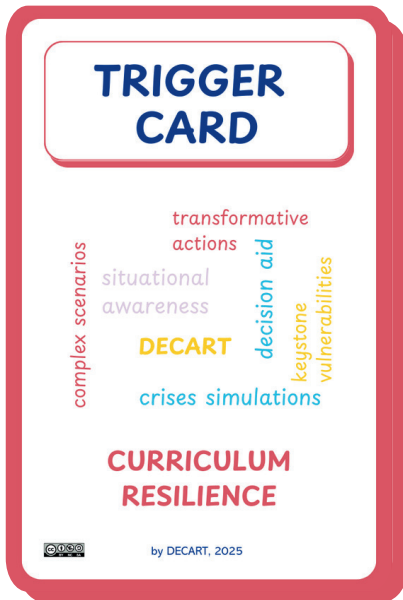 TRIGGER
CARD
transformative
actions
complex scenarios
situational
awareness
decision aid
keystone
vulnerabilities
DECART
crises simulations
CURRICULUM
RESILIENCE
by DECART, 2025